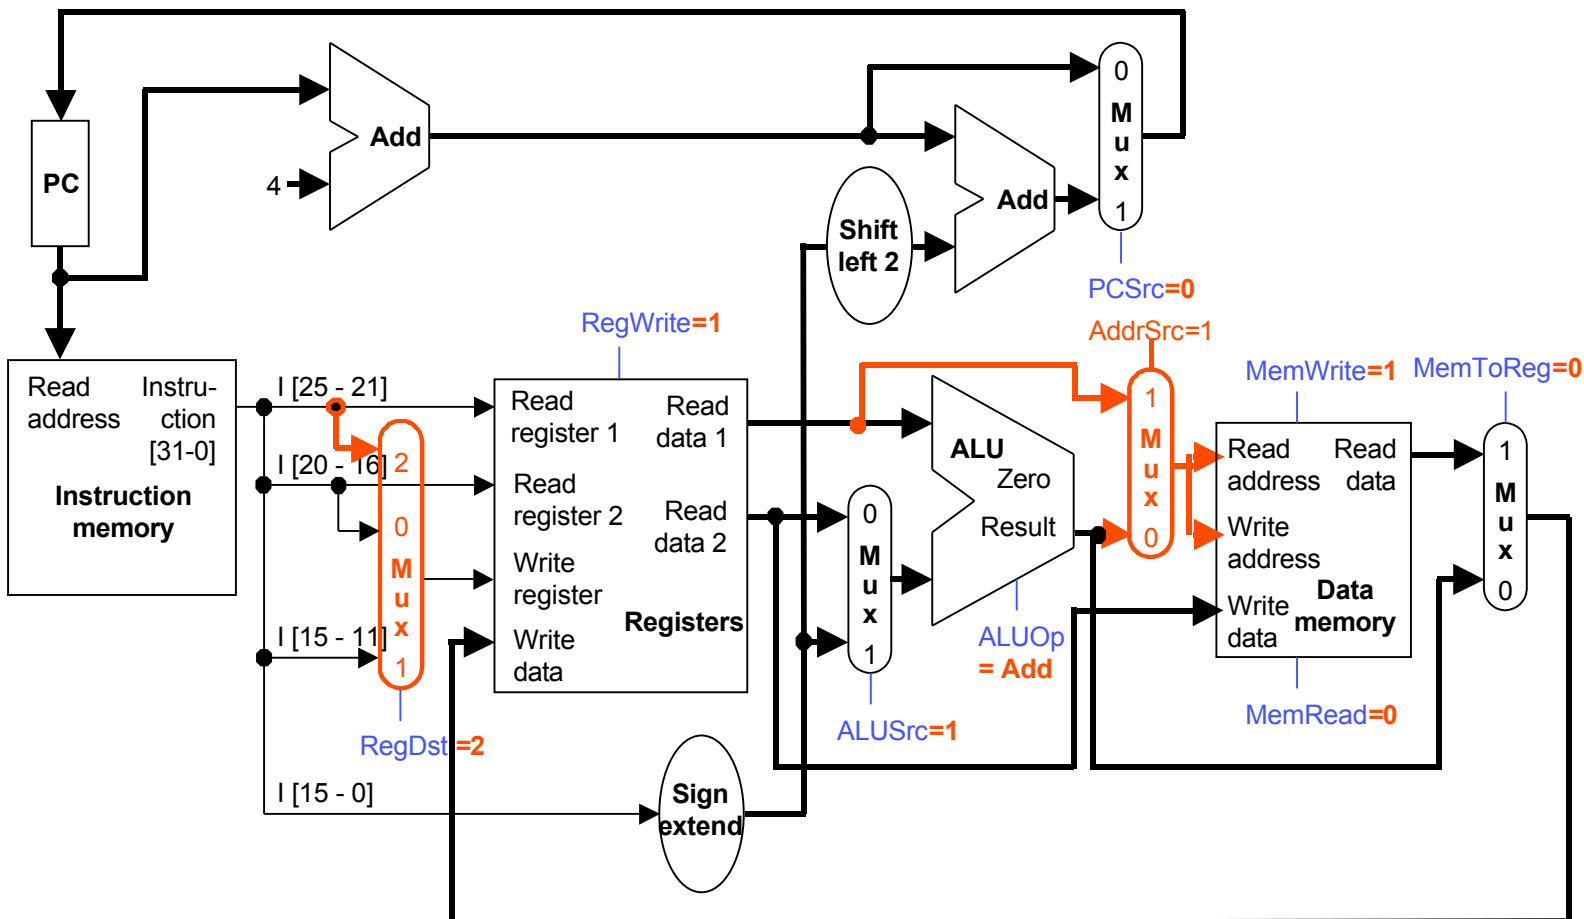 0
M
u
x
1
Add
PC
4
Add
Shift
left 2
PCSrc=0
RegWrite=1
AddrSrc=1
MemWrite=1
MemToReg=0
Read
address
Instru-
ction
[31-0]
Instruction
memory
I [25 - 21]
I [20 - 16]
I [15 - 11]
I [15 - 0]
2
0
M
u
x
1
RegDst=2
Read
register 1
Read
data 1
Read
register 2
Read
data 2
Write
register
Registers
Write
data
0
M
u
x
1
ALUSrc=1
ALU
Zero
Result
ALUOp
= Add
1
M
u
x
0
Read
address
Read
data
Write
address
Write
data
Data
memory
MemRead=0
1
M
u
x
0
Sign
extend